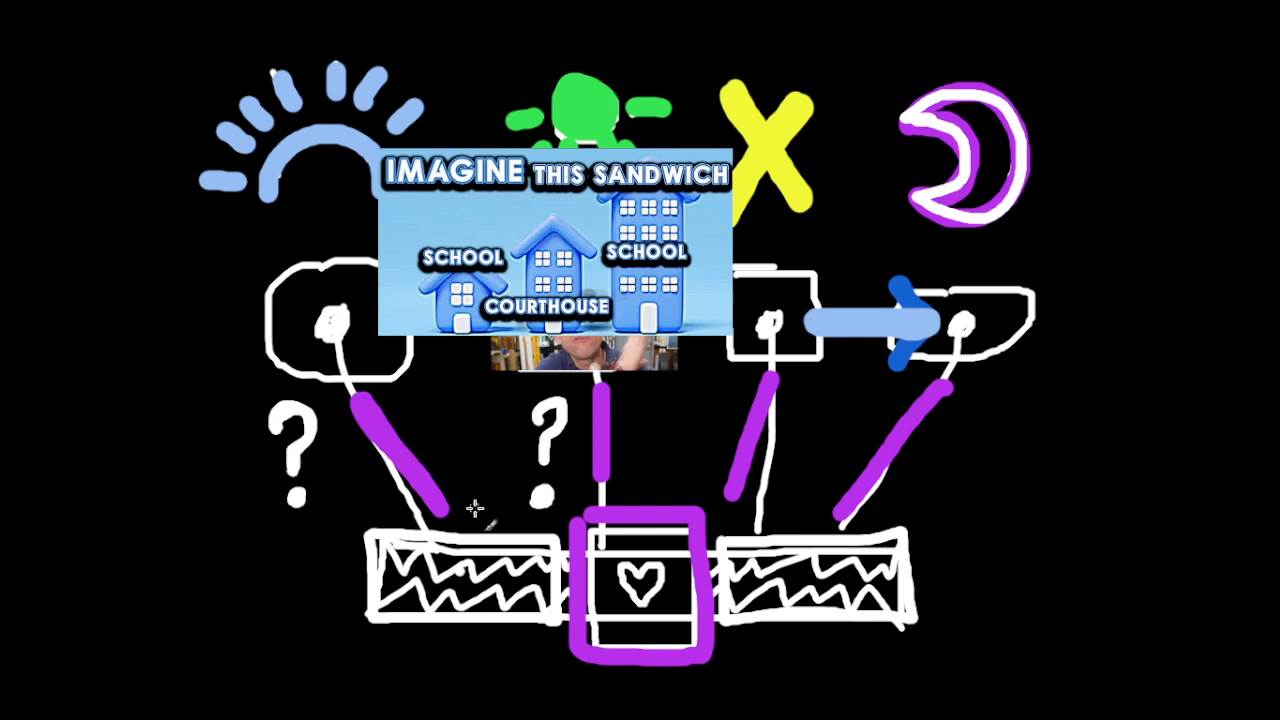 IMAGINE THIS SANDWICH
SCHOOL
SCHOOL
COURTHOUSE
X
? ?